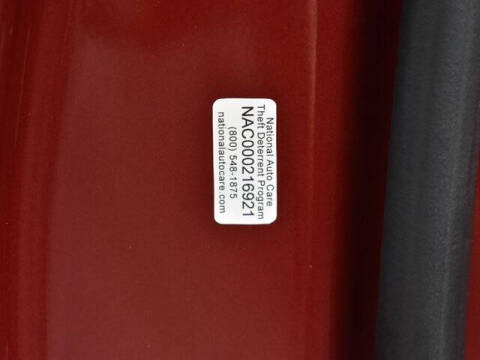 National Auto Care
Theft Deterrent Program
NAC000216921
(800) 548-1875
nationalautocare.com